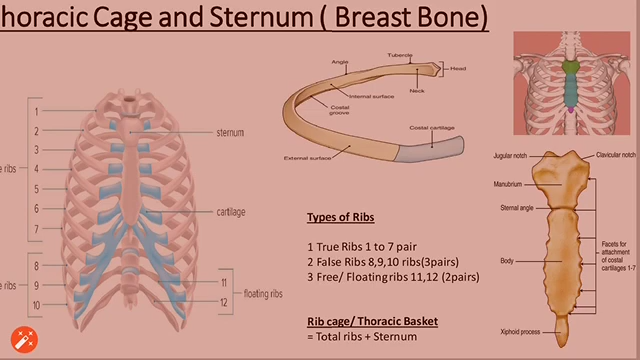 horacic Cage and Sternum ( Breast Bone)
1
2
3
4
5
6
7
e ribs
8
9
10
e ribs
sternum
cartilage
11
12
floating ribs
Tubercle
Angle
Head
Neck
Internal surface
Costal
groove
Costal cartilage
External surface
Types of Ribs
1 True Ribs 1 to 7 pair
2 False Ribs 8,9,10 ribs(3pairs)
3 Free/ Floating ribs 11,12 (2pairs)
Rib cage/ Thoracic Basket
= Total ribs + Sternum
Jugular notch
Clavicular notch
Manubrium
Sternal angle
Body
Facets for
attachment
of costal
cartilages 1-7
Xiphoid process